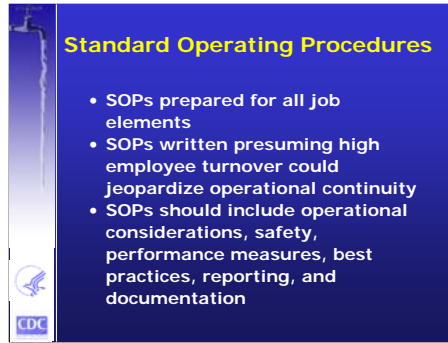 Standard Operating Procedures
• SOPs prepared for all job
elements
• SOPs written presuming high
employee turnover could
jeopardize operational continuity
• SOPs should include operational
considerations, safety,
performance measures, best
practices, reporting, and
documentation
CDC